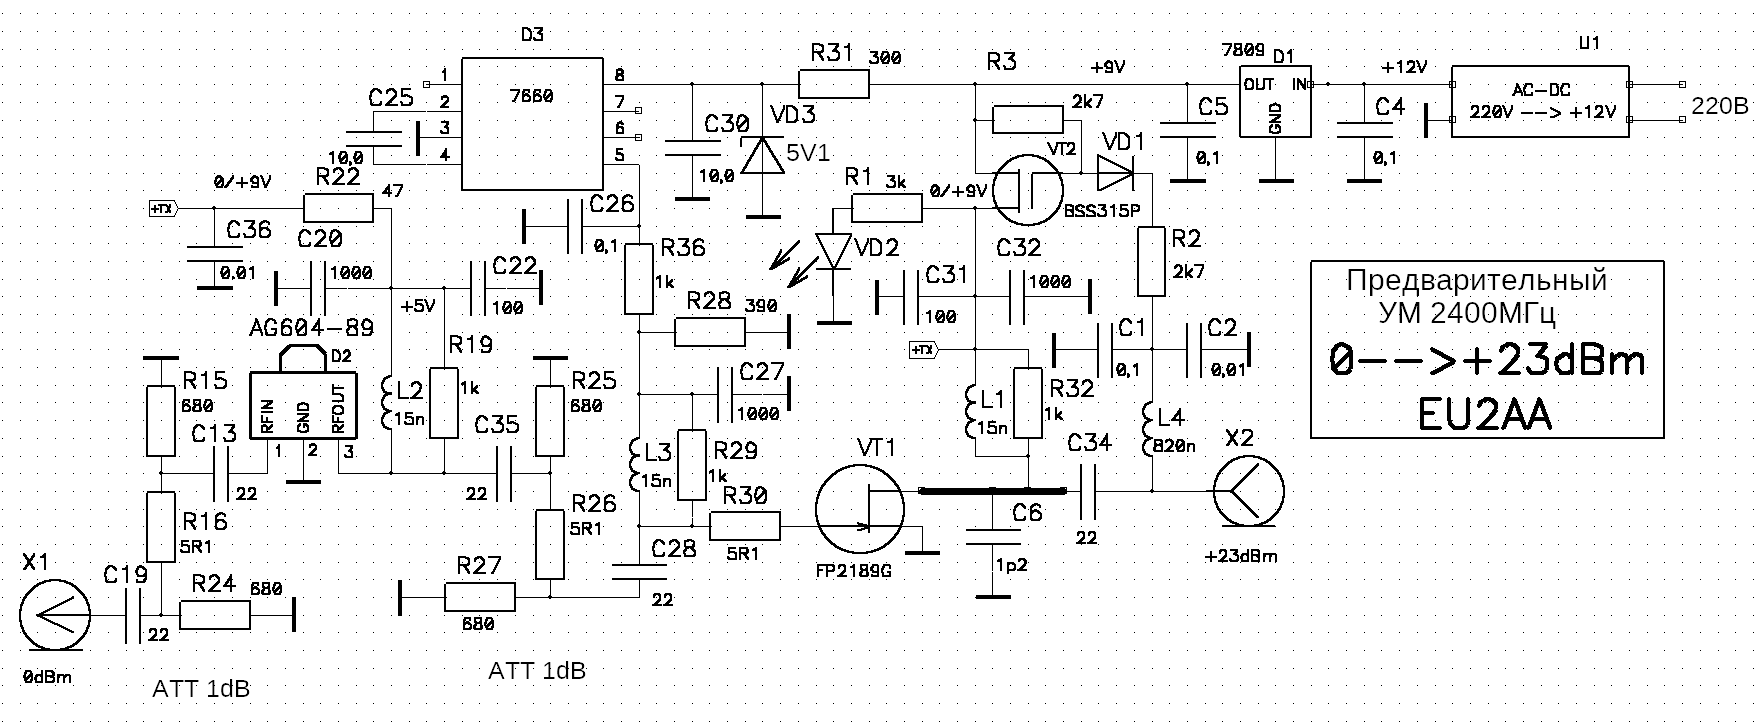 D3
7660
1
2
3
4
8
7
6
5
C25
10,0
0/+9V
R22
47
+TX
C36
0.01
C20
1000
C22
100
+5V
AG604-89
D2
RFIN
GND
RFOUT
1
2
3
R15
680
C13
22
R16
5R1
X1
C19
22
R24
680
0dBm
ATT 1dB
L2
15n
R19
1k
C35
22
R25
680
R26
5R1
R27
680
ATT 1dB
C26
0,1
R36
1k
R28
390
C27
1000
L3
15n
R29
1k
R30
5R1
C28
22
C30
10,0
VD3
5V1
R31
300
R3
2k7
+9V
VT2
BSS315P
VD1
R1
3k
0/+9V
VD2
C31
100
C32
1000
+TX
L1
15n
R32
1k
VT1
FP2189G
C6
1p2
C34
22
R2
2k7
C1
0,1
C2
0,01
L4
820n
X2
+23dBm
7809
D1
OUT
IN
GND
C5
0,1
+12V
C4
0,1
U1
AC-DC
220V --> +12V
220В
Предварительный
УМ 2400МГц
0-->+23dBm
EU2AA